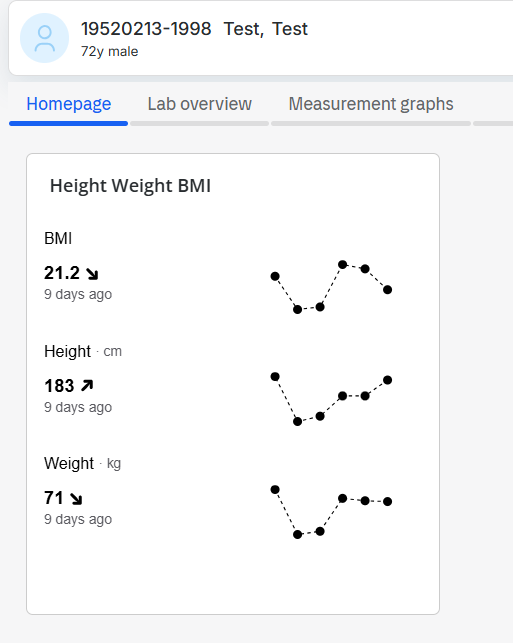 19520213-1998 Test, Test
72y male
Homepage Lab overview Measurement graphs
Height Weight BMI
BMI
21.2 ↘
9 days ago
Height · cm
183 ↗
9 days ago
Weight · kg
71 ↘
9 days ago